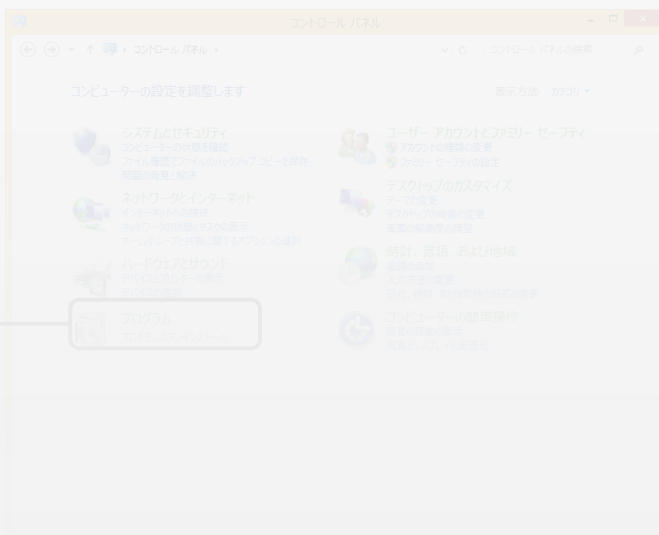 コントロール パネル
コントロール パネル
コントロール パネルの検索
コンピューターの設定を調整します
表示方法: カテゴリ
システムとセキュリティ
コンピューターの状態を確認
ファイル履歴でファイルのバックアップ コピーを保存
問題の発見と解決
ネットワークとインターネット
インターネットへの接続
ネットワークの状態とタスクの表示
ホームグループと共有に関するオプションの選択
ハードウェアとサウンド
デバイスとプリンターの表示
デバイスの追加
プログラム
プログラムのアンインストール
ユーザー アカウントとファミリー セーフティ
アカウントの種類の変更
ファミリー セーフティの設定
デスクトップのカスタマイズ
テーマの変更
デスクトップの背景の変更
画面の解像度の調整
時計、言語、および地域
言語の追加
入力方法の変更
日付、時刻、または数値の形式の変更
コンピューターの簡単操作
設定の提案の表示
視覚ディスプレイの最適化